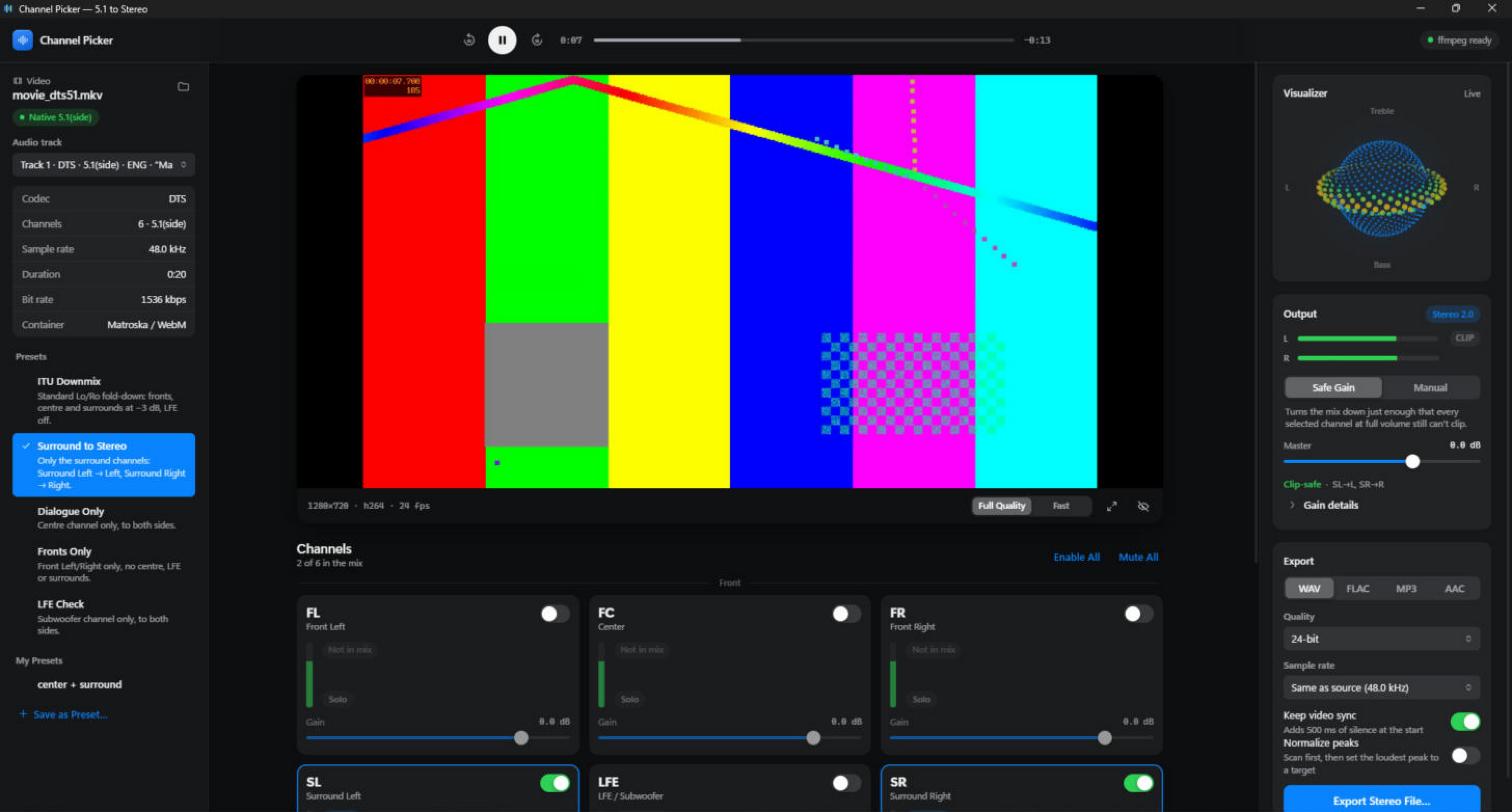 Channel Picker — 5.1 to Stereo
Channel Picker
0:07
−0:13
ffmpeg ready
Video
movie_dts51.mkv
Native 5.1(side)
Audio track
Track 1 · DTS · 5.1(side) · ENG · "Ma
Codec DTS
Channels 6 · 5.1(side)
Sample rate 48.0 kHz
Duration 0:20
Bit rate 1536 kbps
Container Matroska / WebM
Presets
ITU Downmix
Standard Lo/Ro fold-down: fronts,
centre and surrounds at −3 dB, LFE
off.
Surround to Stereo
Only the surround channels:
Surround Left → Left, Surround Right
→ Right.
Dialogue Only
Centre channel only, to both sides.
Fronts Only
Front Left/Right only, no centre, LFE
or surrounds.
LFE Check
Subwoofer channel only, to both
sides.
My Presets
center + surround
+ Save as Preset...
00:00:07.708
185
1280×720 · h264 · 24 fps
Full Quality
Fast
Channels
2 of 6 in the mix
Enable All
Mute All
Front
FL
Front Left
Not in mix
Solo
Gain 0.0 dB
FC
Center
Not in mix
Solo
Gain 0.0 dB
FR
Front Right
Not in mix
Solo
Gain 0.0 dB
SL
Surround Left
LFE
LFE / Subwoofer
SR
Surround Right
Visualizer
Live
Treble
L
R
Bass
Output
Stereo 2.0
L
CLIP
R
Safe Gain
Manual
Turns the mix down just enough that every
selected channel at full volume still can't clip.
Master 0.0 dB
Clip-safe · SL→L, SR→R
Gain details
Export
WAV
FLAC
MP3
AAC
Quality
24-bit
Sample rate
Same as source (48.0 kHz)
Keep video sync
Adds 500 ms of silence at the start
Normalize peaks
Scan first, then set the loudest peak to
a target
Export Stereo File...